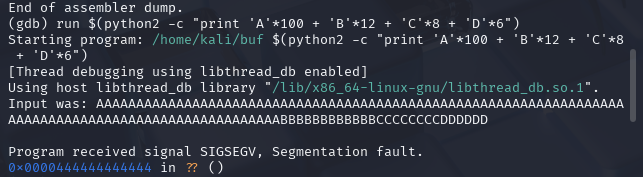 End of assembler dump.
(gdb) run $(python2 -c "print 'A'*100 + 'B'*12 + 'C'*8 + 'D'*6")
Starting program: /home/kali/buf $(python2 -c "print 'A'*100 + 'B'*12 + 'C'*8
 + 'D'*6")
[Thread debugging using libthread_db enabled]
Using host libthread_db library "/lib/x86_64-linux-gnu/libthread_db.so.1".
Input was: AAAAAAAAAAAAAAAAAAAAAAAAAAAAAAAAAAAAAAAAAAAAAAAAAAAAAAAAAAAAAAAAAA
AAAAAAAAAAAAAAAAAAAAAAAAAAAAAAAAAABBBBBBBBBBBBCCCCCCCCDDDDDD
Program received signal SIGSEGV, Segmentation fault.
0x0000444444444444 in ?? ()